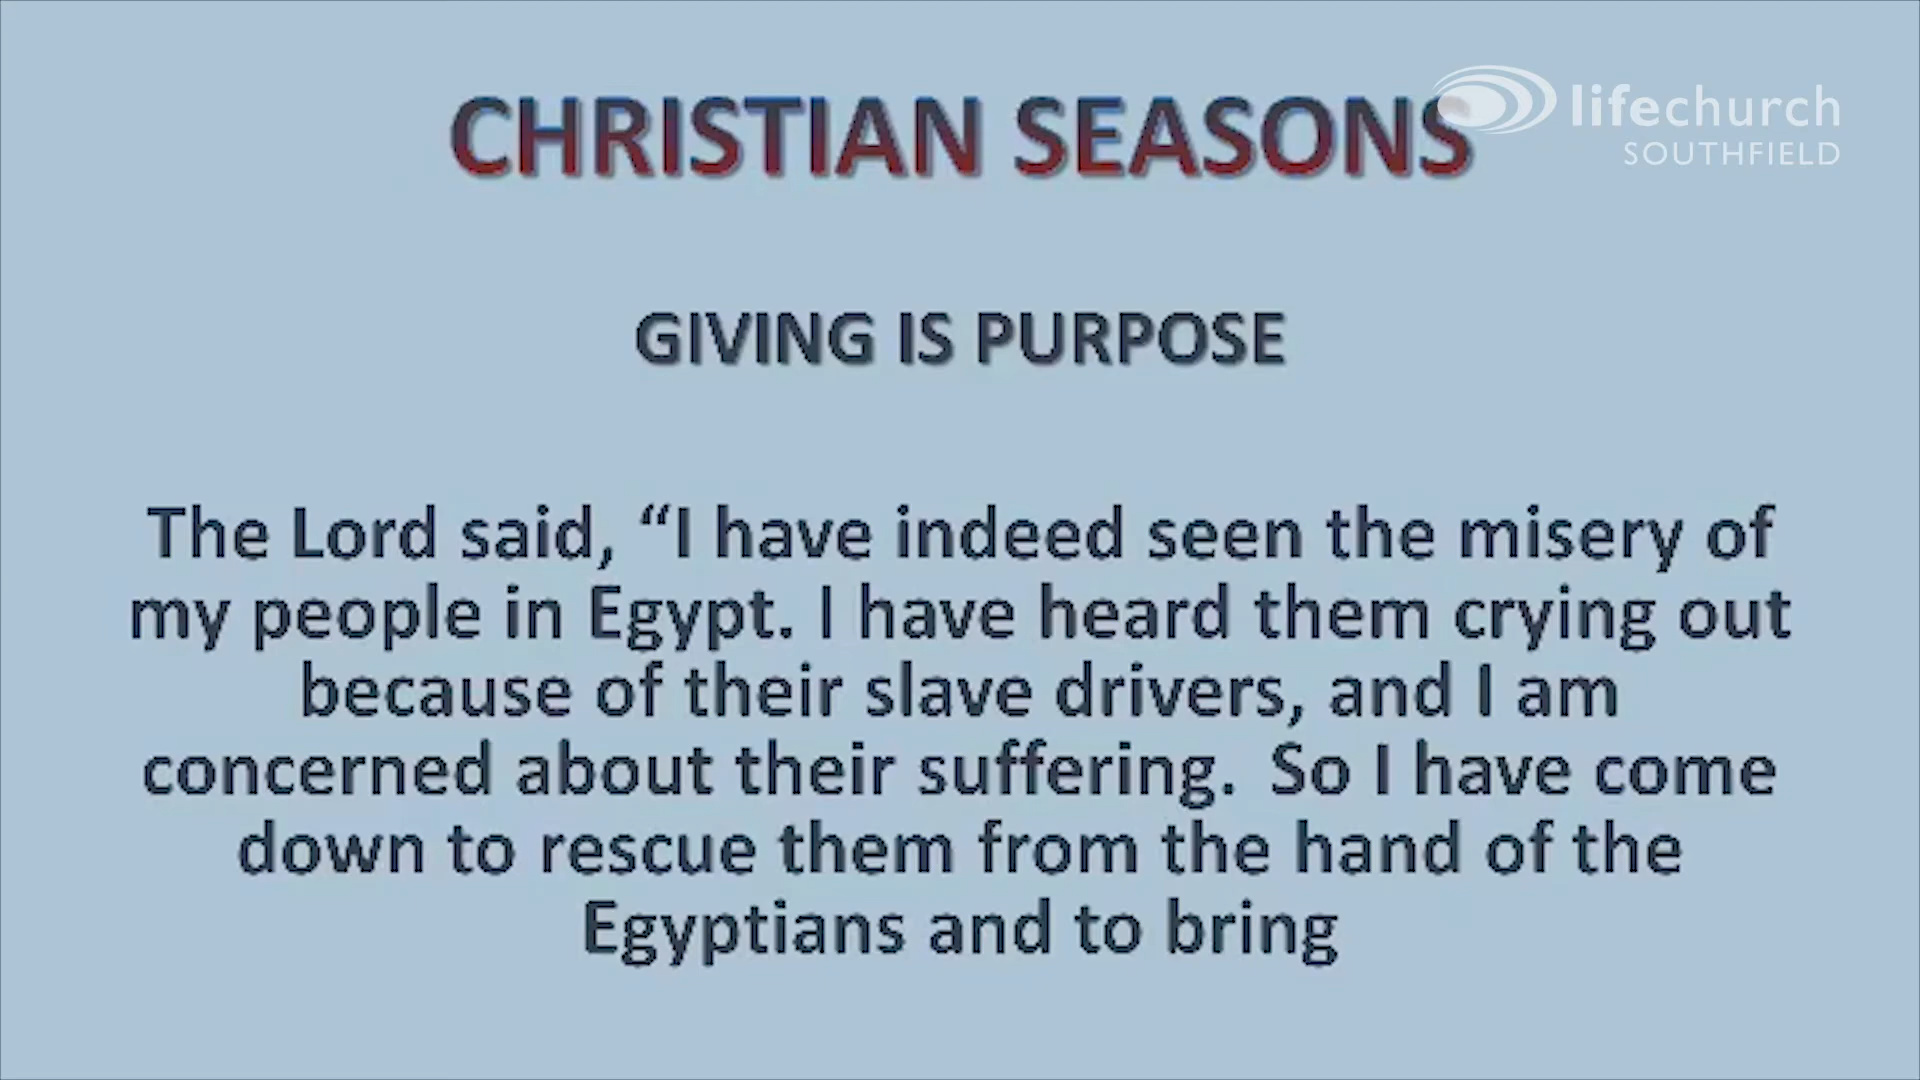 CHRISTIAN SEASONS
lifechurch
SOUTHFIELD
GIVING IS PURPOSE
The Lord said, “I have indeed seen the misery of
my people in Egypt. I have heard them crying out
because of their slave drivers, and I am
concerned about their suffering. So I have come
down to rescue them from the hand of the
Egyptians and to bring